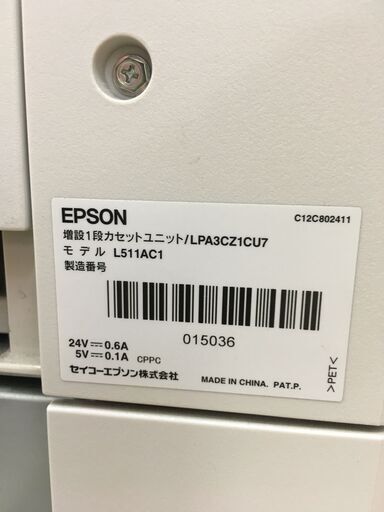 EPSON
C12C802411
増設1段カセットユニット/LPA3CZ1CU7
モデル L511AC1
製造番号
015036
24V⎓0.6A
5V⎓0.1A CPPC
セイコーエプソン株式会社
MADE IN CHINA. PAT.P.
>PET<